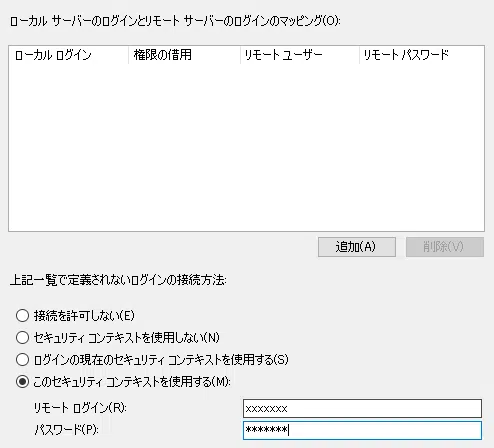 ローカル サーバーのログインとリモート サーバーのログインのマッピング(O):
ローカル ログイン 権限の借用 リモート ユーザー リモート パスワード
追加(A) 削除(V)
上記一覧で定義されないログインの接続方法:
接続を許可しない(E)
セキュリティ コンテキストを使用しない(N)
ログインの現在のセキュリティ コンテキストを使用する(S)
このセキュリティ コンテキストを使用する(M):
リモート ログイン(R): xxxxxxx
パスワード(P): *******